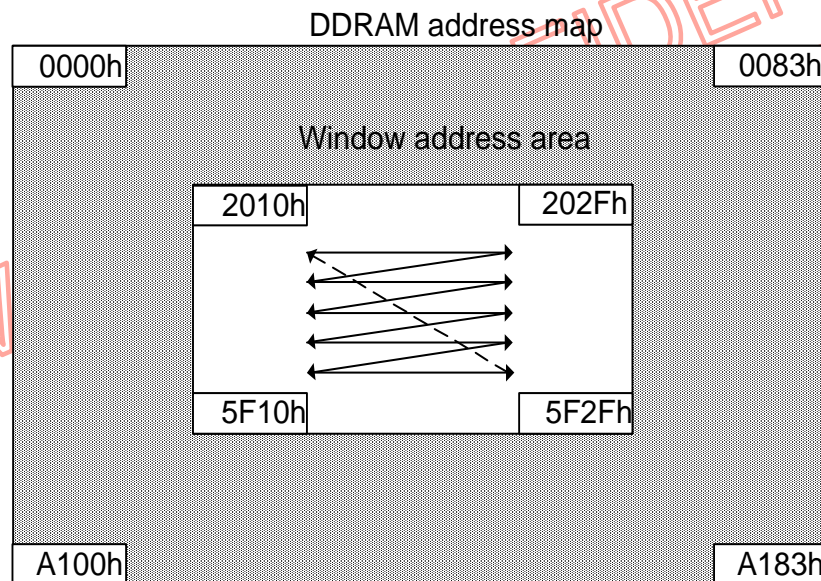 DDRAM address map
0000h 0083h
Window address area
2010h 202Fh
5F10h 5F2Fh
A100h A183h